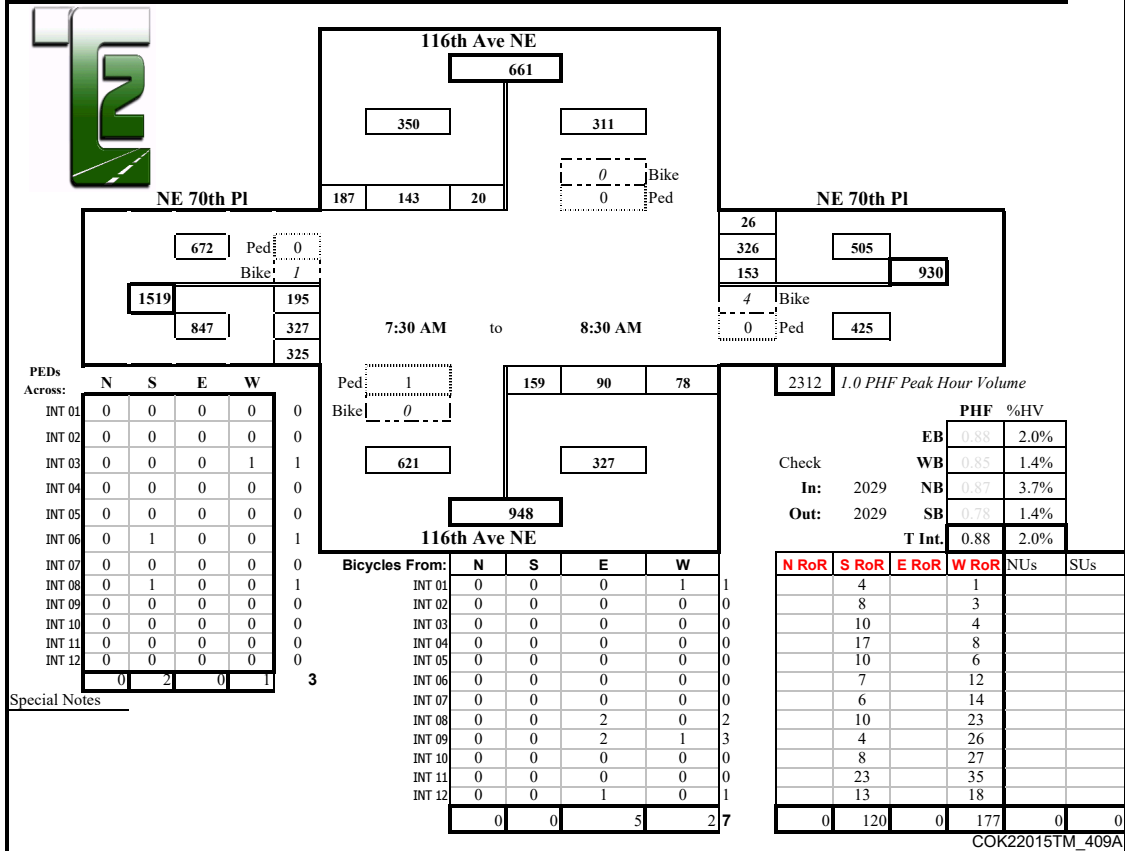 T2
116th Ave NE
661
350 311
0 Bike
0 Ped
NE 70th Pl 187 143 20 NE 70th Pl
26
672 Ped 0 326 505
Bike 1 153 930
1519 195 4 Bike
847 327 7:30 AM to 8:30 AM 0 Ped 425
325
PEDs Across: N S E W Ped 1 159 90 78 2312 1.0 PHF Peak Hour Volume
INT 01 0 0 0 0 0 Bike 0 PHF %HV
INT 02 0 0 0 0 0 EB 0.88 2.0%
INT 03 0 0 0 1 1 621 327 Check WB 0.85 1.4%
INT 04 0 0 0 0 0 In: 2029 NB 0.87 3.7%
INT 05 0 0 0 0 0 948 Out: 2029 SB 0.78 1.4%
INT 06 0 1 0 0 1 116th Ave NE T Int. 0.88 2.0%
INT 07 0 0 0 0 0 Bicycles From: N S E W N RoR S RoR E RoR W RoR NUs SUs
INT 08 0 1 0 0 1 INT 01 0 0 0 1 1 4 1
INT 09 0 0 0 0 0 INT 02 0 0 0 0 0 8 3
INT 10 0 0 0 0 0 INT 03 0 0 0 0 0 10 4
INT 11 0 0 0 0 0 INT 04 0 0 0 0 0 17 8
INT 12 0 0 0 0 0 INT 05 0 0 0 0 0 10 6
0 2 0 1 3 INT 06 0 0 0 0 0 7 12
Special Notes INT 07 0 0 0 0 0 6 14
INT 08 0 0 2 0 2 10 23
INT 09 0 0 2 1 3 4 26
INT 10 0 0 0 0 0 8 27
INT 11 0 0 0 0 0 23 35
INT 12 0 0 1 0 1 13 18
0 0 5 2 7 0 120 0 177 0 0
COK22015TM_409A